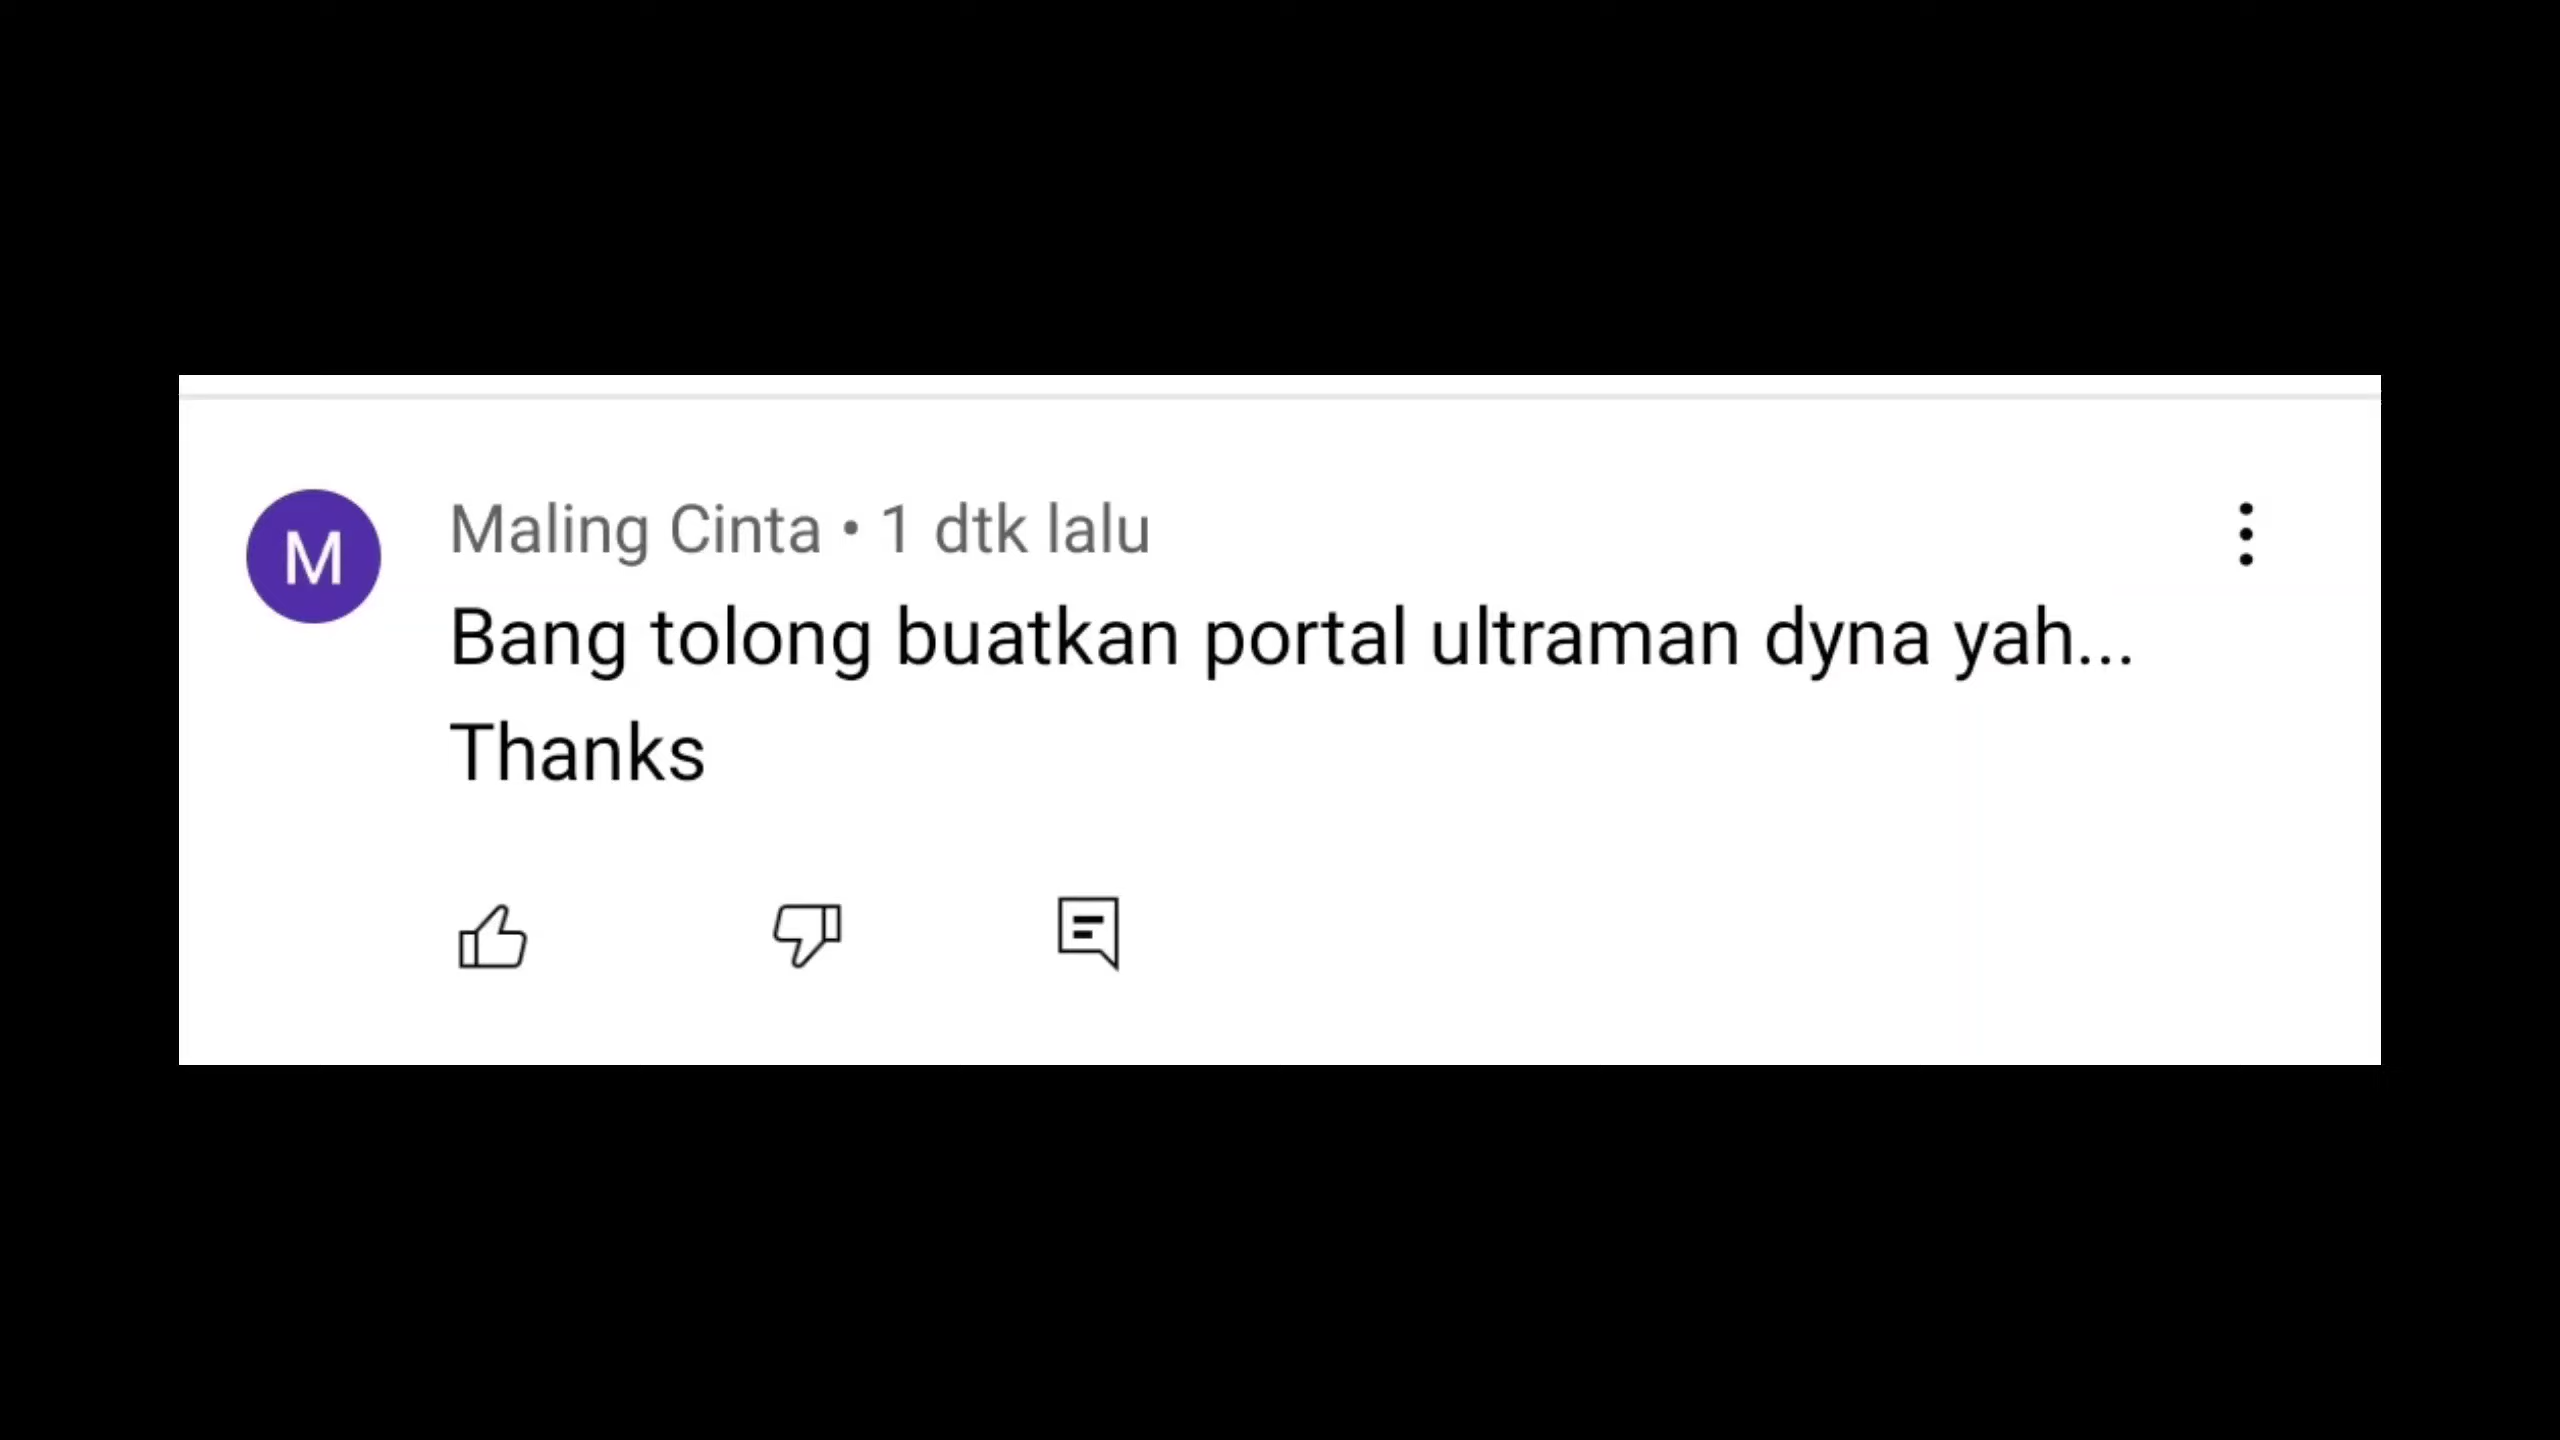 M
Maling Cinta • 1 dtk lalu
Bang tolong buatkan portal ultraman dyna yah...
Thanks